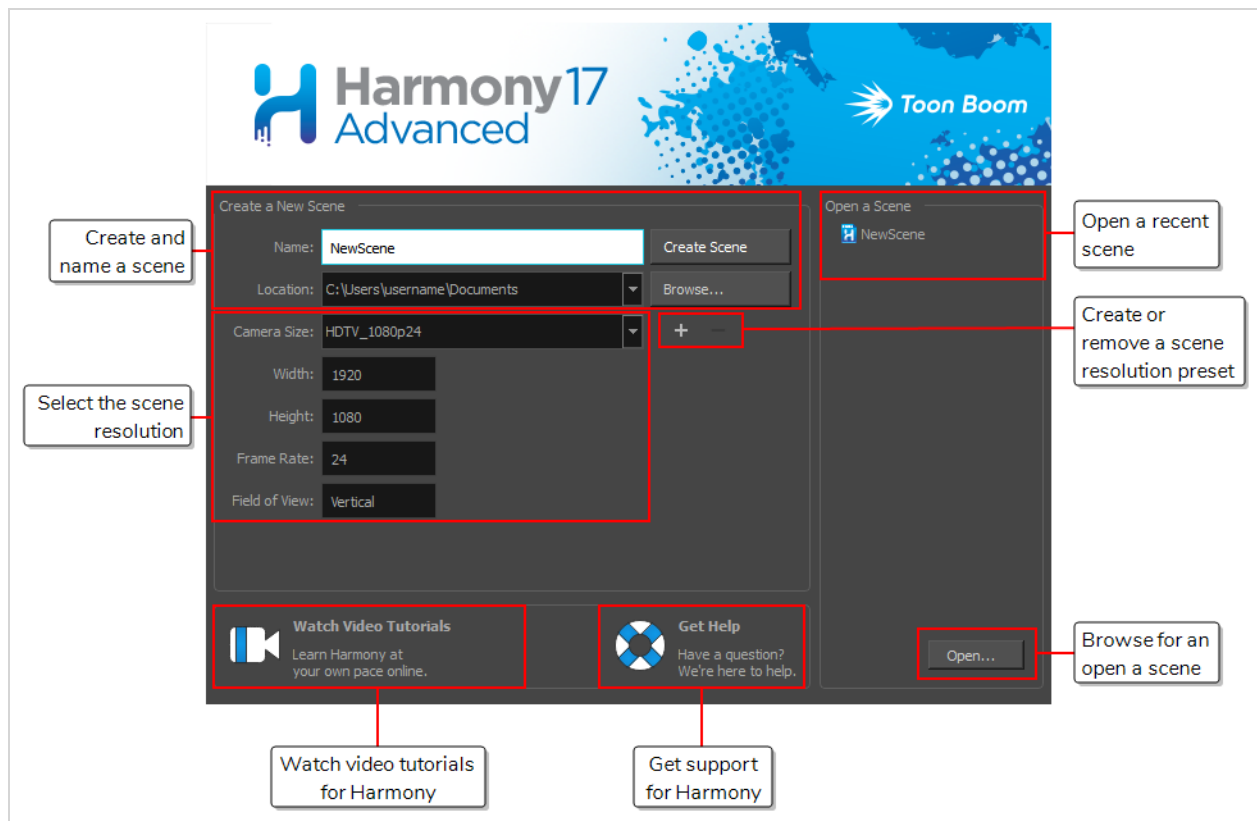 Harmony 17
Advanced
Toon Boom
Create a New Scene
Open a Scene
Name:
NewScene
Create Scene
NewScene
Location:
C:\Users\username\Documents
Browse...
Camera Size:
HDTV_1080p24
+ −
Width:
1920
Height:
1080
Frame Rate:
24
Field of View:
Vertical
Watch Video Tutorials
Learn Harmony at
your own pace online.
Get Help
Have a question?
We're here to help.
Open...
Create and
name a scene
Select the scene
resolution
Open a recent
scene
Create or
remove a scene
resolution preset
Browse for an
open a scene
Watch video tutorials
for Harmony
Get support
for Harmony